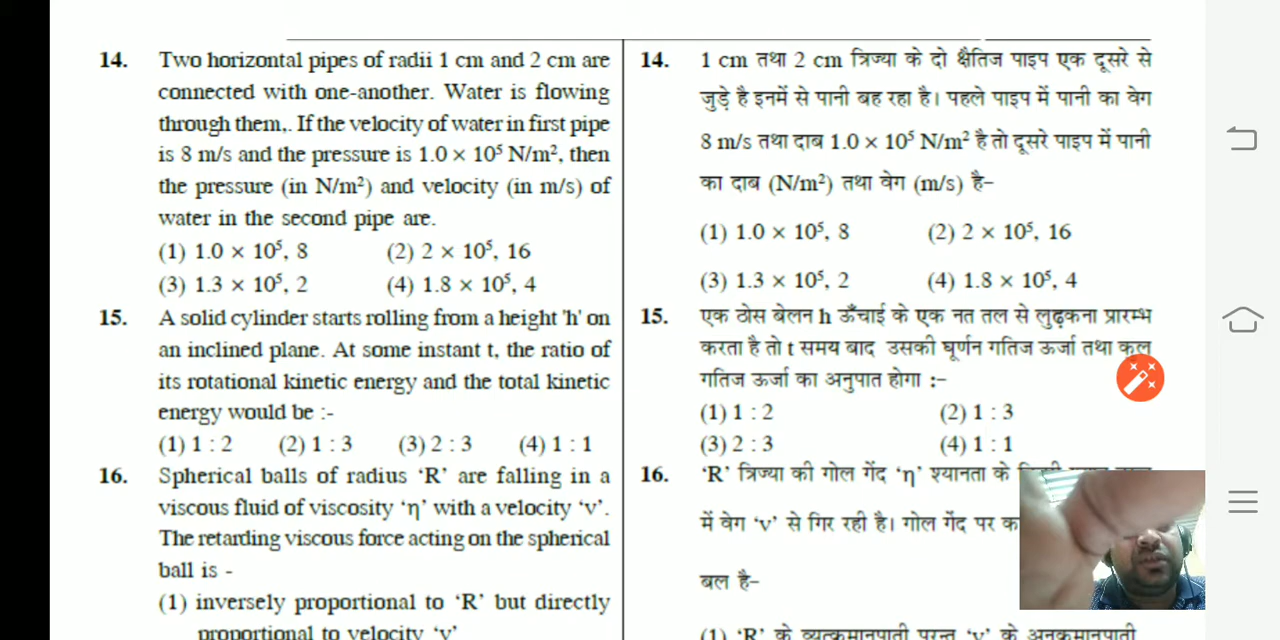 14. Two horizontal pipes of radii 1 cm and 2 cm are
connected with one-another. Water is flowing
through them,. If the velocity of water in first pipe
is 8 m/s and the pressure is 1.0 × 10⁵ N/m², then
the pressure (in N/m²) and velocity (in m/s) of
water in the second pipe are.
(1) 1.0 × 10⁵, 8 (2) 2 × 10⁵, 16
(3) 1.3 × 10⁵, 2 (4) 1.8 × 10⁵, 4
15. A solid cylinder starts rolling from a height 'h' on
an inclined plane. At some instant t, the ratio of
its rotational kinetic energy and the total kinetic
energy would be :-
(1) 1 : 2 (2) 1 : 3 (3) 2 : 3 (4) 1 : 1
16. Spherical balls of radius ‘R’ are falling in a
viscous fluid of viscosity ‘η’ with a velocity ‘v’.
The retarding viscous force acting on the spherical
ball is -
(1) inversely proportional to ‘R’ but directly
proportional to velocity ‘v’
14. 1 cm तथा 2 cm त्रिज्या के दो क्षैतिज पाइप एक दूसरे से
जुड़े है इनमें से पानी बह रहा है। पहले पाइप में पानी का वेग
8 m/s तथा दाब 1.0 × 10⁵ N/m² है तो दूसरे पाइप में पानी
का दाब (N/m²) तथा वेग (m/s) है–
(1) 1.0 × 10⁵, 8 (2) 2 × 10⁵, 16
(3) 1.3 × 10⁵, 2 (4) 1.8 × 10⁵, 4
15. एक ठोस बेलन h ऊँचाई के एक नत तल से लुढ़कना प्रारम्भ
करता है तो t समय बाद उसकी घूर्णन गतिज ऊर्जा तथा कुल
गतिज ऊर्जा का अनुपात होगा :-
(1) 1 : 2 (2) 1 : 3
(3) 2 : 3 (4) 1 : 1
16. ‘R’ त्रिज्या की गोल गेंद ‘η’ श्यानता के
में वेग ‘v’ से गिर रही है। गोल गेंद पर
बल है–
(1) ‘R’ के व्युत्क्रमानुपाती परन्तु ‘v’ के अनुक्रमानुपाती